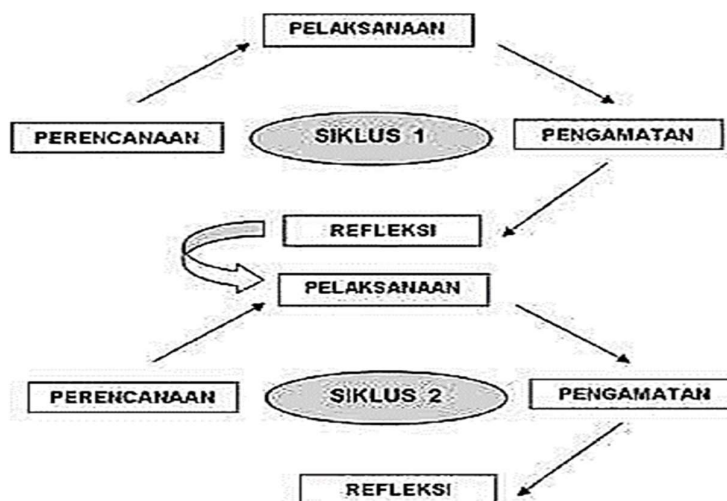 PELAKSANAAN
PERENCANAAN
SIKLUS 1
PENGAMATAN
REFLEKSI
PELAKSANAAN
PERENCANAAN
SIKLUS 2
PENGAMATAN
REFLEKSI